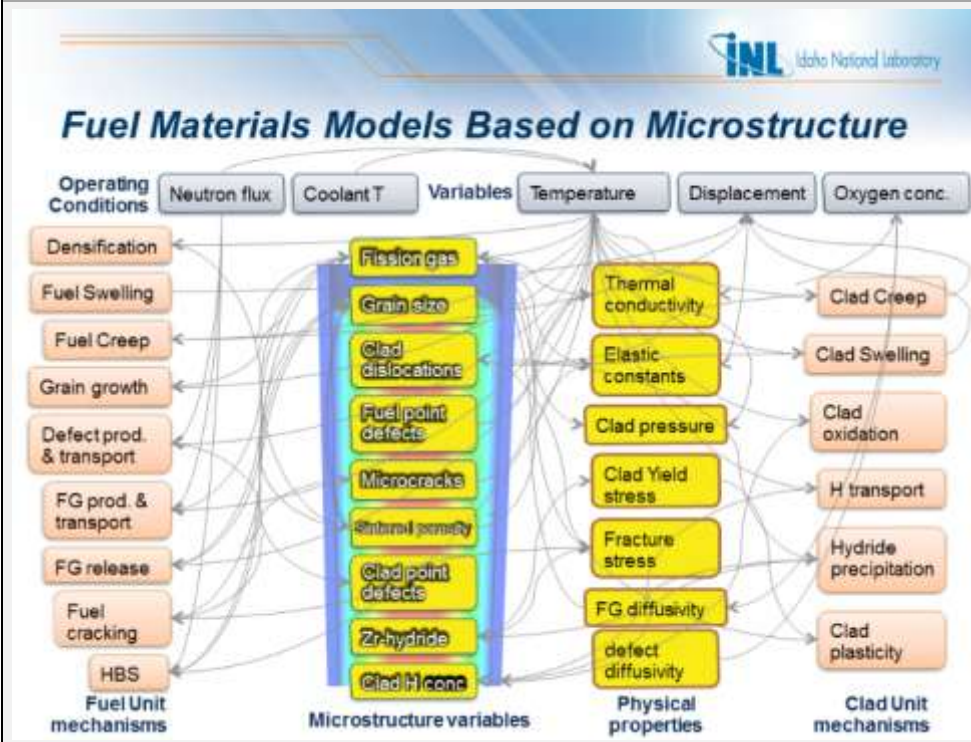 INL Idaho National Laboratory
Fuel Materials Models Based on Microstructure
Operating
Conditions
Neutron flux
Coolant T
Variables
Temperature
Displacement
Oxygen conc.
Densification
Fuel Swelling
Fuel Creep
Grain growth
Defect prod.
& transport
FG prod. &
transport
FG release
Fuel
cracking
HBS
Fuel Unit
mechanisms
Fission gas
Grain size
Clad
dislocations
Fuel point
defects
Microcracks
Sintered porosity
Clad point
defects
Zr-hydride
Clad H conc
Microstructure variables
Thermal
conductivity
Elastic
constants
Clad pressure
Clad Yield
stress
Fracture
stress
FG diffusivity
defect
diffusivity
Physical
properties
Clad Creep
Clad Swelling
Clad
oxidation
H transport
Hydride
precipitation
Clad
plasticity
Clad Unit
mechanisms